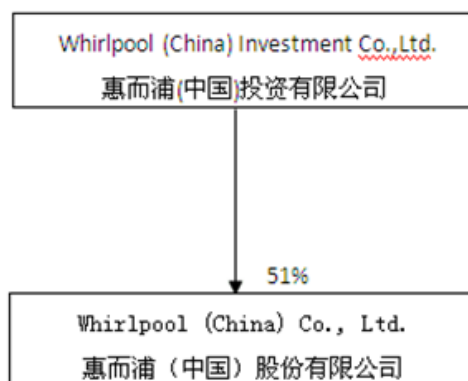 Whirlpool (China) Investment Co.,Ltd.
惠而浦(中国)投资有限公司
51%
Whirlpool (China) Co., Ltd.
惠而浦（中国）股份有限公司